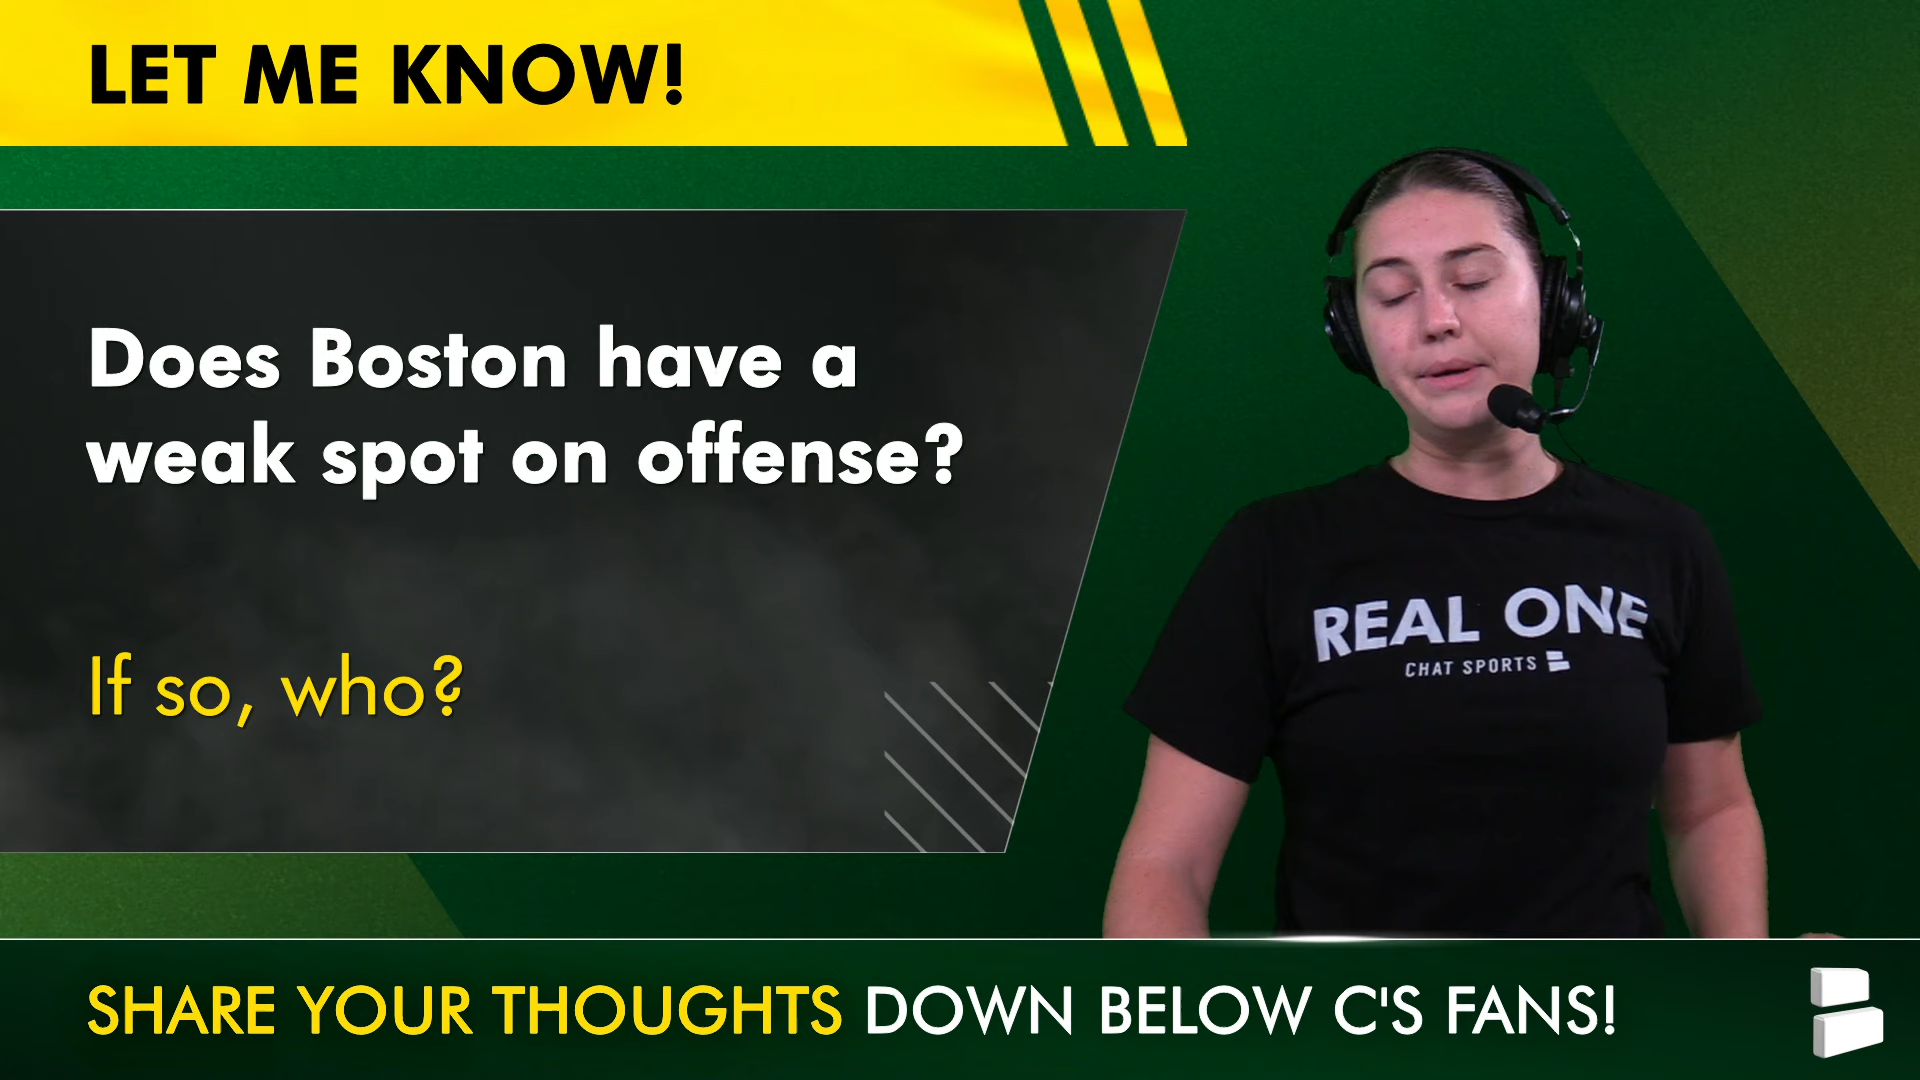 LET ME KNOW!
Does Boston have a
weak spot on offense?
If so, who?
REAL ONE
CHAT SPORTS
SHARE YOUR THOUGHTS DOWN BELOW C'S FANS!